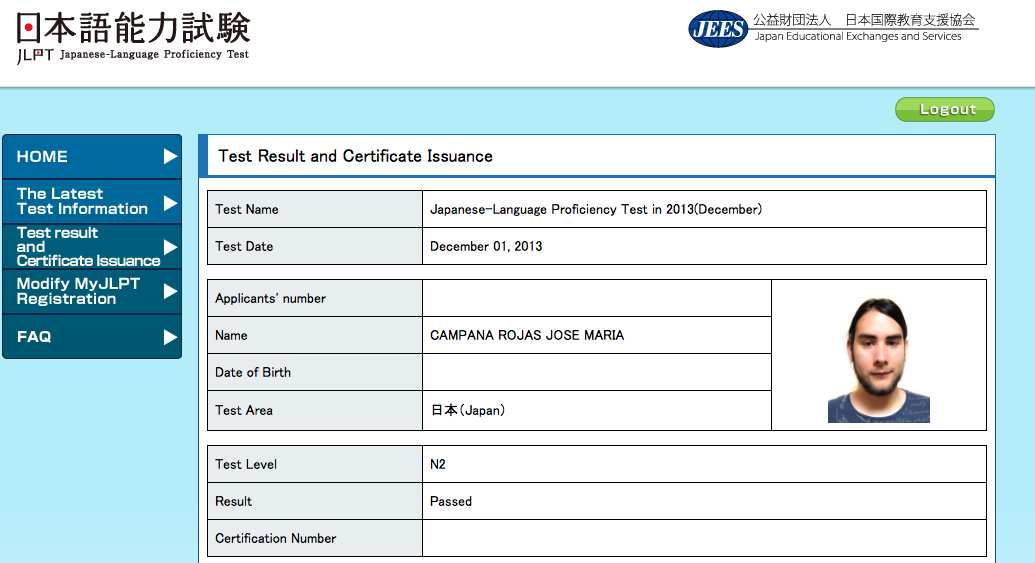 日本語能力試験
JLPT Japanese-Language Proficiency Test
JEES
公益財団法人 日本国際教育支援協会
Japan Educational Exchanges and Services
Logout
HOME
The Latest
Test Information
Test result
and
Certificate Issuance
Modify MyJLPT
Registration
FAQ
Test Result and Certificate Issuance
Test Name Japanese-Language Proficiency Test in 2013(December)
Test Date December 01, 2013
Applicants' number
Name CAMPANA ROJAS JOSE MARIA
Date of Birth
Test Area 日本(Japan)
Test Level N2
Result Passed
Certification Number